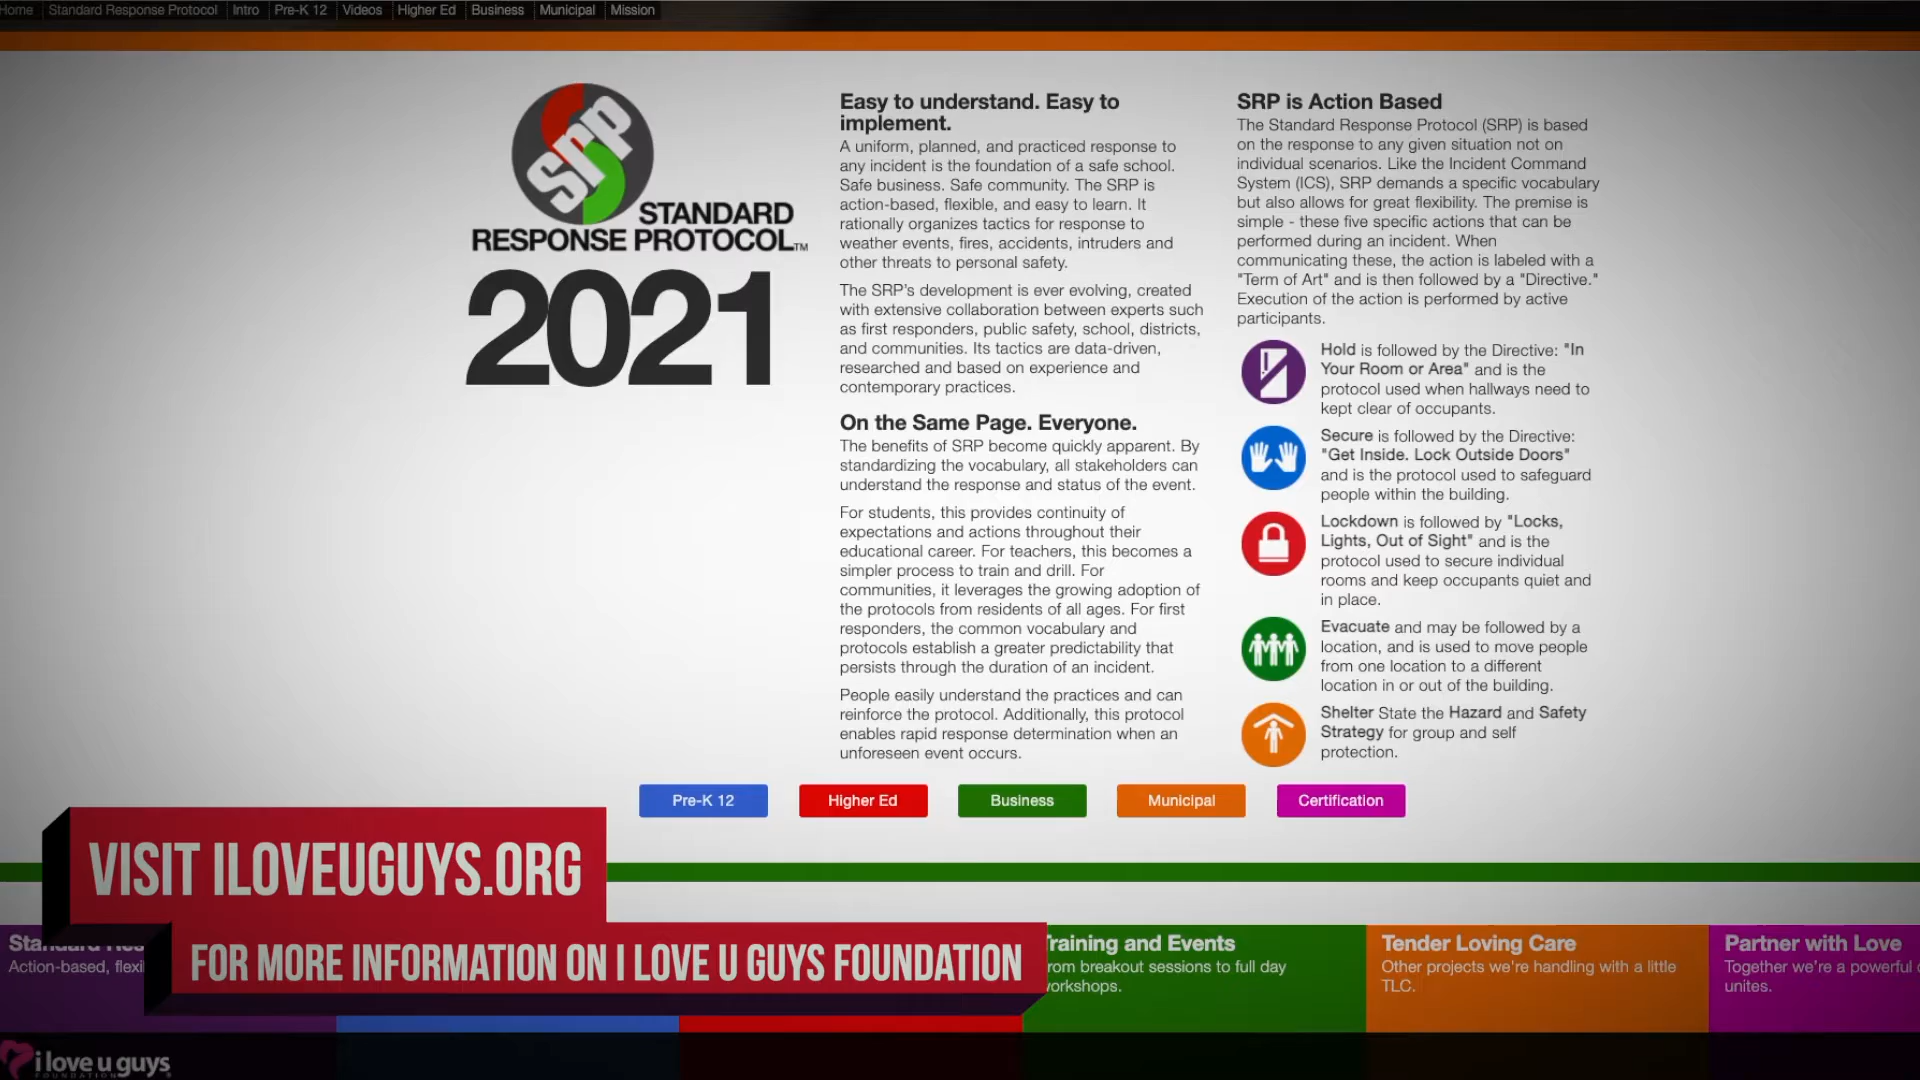 Home
Standard Response Protocol
Intro
Pre-K 12
Videos
Higher Ed
Business
Municipal
Mission
srp
STANDARD
RESPONSE PROTOCOL™
2021
Easy to understand. Easy to
implement.
A uniform, planned, and practiced response to
any incident is the foundation of a safe school.
Safe business. Safe community. The SRP is
action-based, flexible, and easy to learn. It
rationally organizes tactics for response to
weather events, fires, accidents, intruders and
other threats to personal safety.
The SRP's development is ever evolving, created
with extensive collaboration between experts such
as first responders, public safety, school, districts,
and communities. Its tactics are data-driven,
researched and based on experience and
contemporary practices.
On the Same Page. Everyone.
The benefits of SRP become quickly apparent. By
standardizing the vocabulary, all stakeholders can
understand the response and status of the event.
For students, this provides continuity of
expectations and actions throughout their
educational career. For teachers, this becomes a
simpler process to train and drill. For
communities, it leverages the growing adoption of
the protocols from residents of all ages. For first
responders, the common vocabulary and
protocols establish a greater predictability that
persists through the duration of an incident.
People easily understand the practices and can
reinforce the protocol. Additionally, this protocol
enables rapid response determination when an
unforeseen event occurs.
SRP is Action Based
The Standard Response Protocol (SRP) is based
on the response to any given situation not on
individual scenarios. Like the Incident Command
System (ICS), SRP demands a specific vocabulary
but also allows for great flexibility. The premise is
simple - these five specific actions that can be
performed during an incident. When
communicating these, the action is labeled with a
"Term of Art" and is then followed by a "Directive."
Execution of the action is performed by active
participants.
Hold is followed by the Directive: "In
Your Room or Area" and is the
protocol used when hallways need to
kept clear of occupants.
Secure is followed by the Directive:
"Get Inside. Lock Outside Doors"
and is the protocol used to safeguard
people within the building.
Lockdown is followed by "Locks,
Lights, Out of Sight" and is the
protocol used to secure individual
rooms and keep occupants quiet and
in place.
Evacuate and may be followed by a
location, and is used to move people
from one location to a different
location in or out of the building.
Shelter State the Hazard and Safety
Strategy for group and self
protection.
Pre-K 12
Higher Ed
Business
Municipal
Certification
VISIT ILOVEUGUYS.ORG
FOR MORE INFORMATION ON I LOVE U GUYS FOUNDATION
Action-based,
Training and Events
from breakout sessions to full day
workshops.
Tender Loving Care
Other projects we're handling with a little
TLC.
Partner with Love
Together we're a powerful
unites.
i love u guys
FOUNDATION